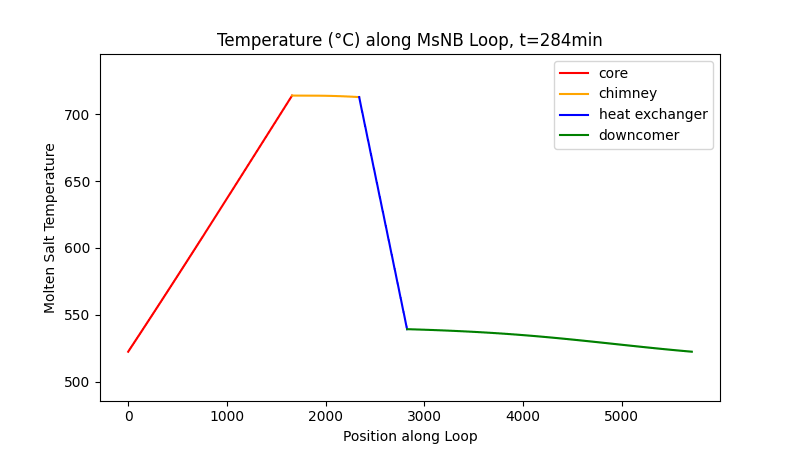 Temperature (°C) along MsNB Loop, t=284min
core
chimney
heat exchanger
downcomer
Molten Salt Temperature
700
650
600
550
500
0 1000 2000 3000 4000 5000
Position along Loop